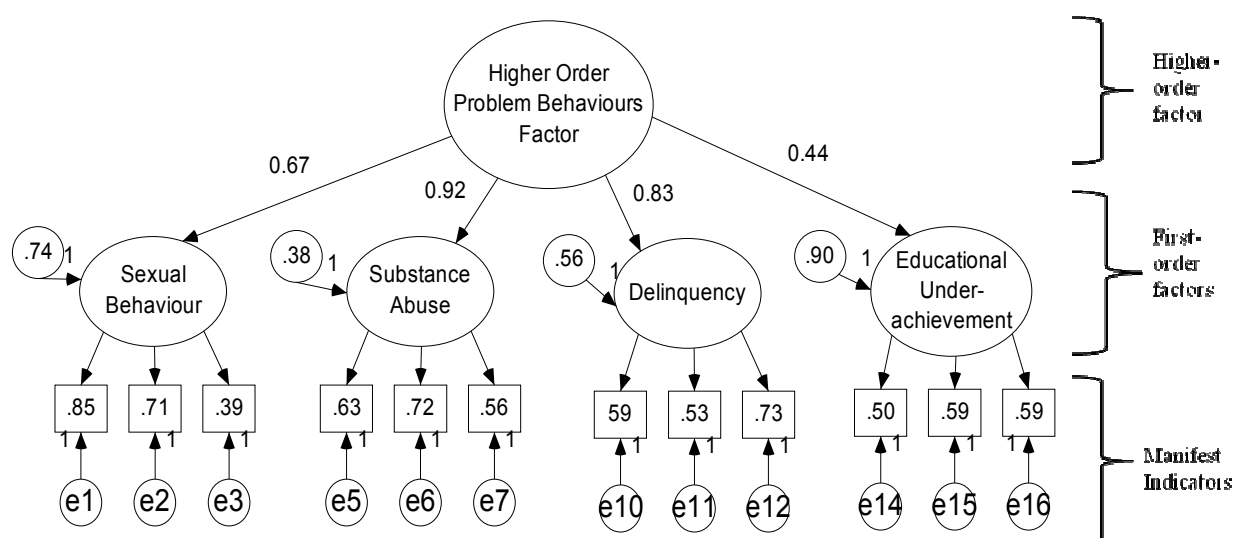 Higher Order
Problem Behaviours
Factor
Higher-
order
factor
0.67
0.92
0.83
0.44
.74
1
Sexual
Behaviour
.38
1
Substance
Abuse
.56
1
Delinquency
.90
1
Educational
Under-
achievement
First-
order
factors
.85
.71
.39
.63
.72
.56
59
.53
.73
.50
.59
.59
1
1
1
1
1
1
1
1
1
1
1
1
Manifest
Indicators
e1
e2
e3
e5
e6
e7
e10
e11
e12
e14
e15
e16